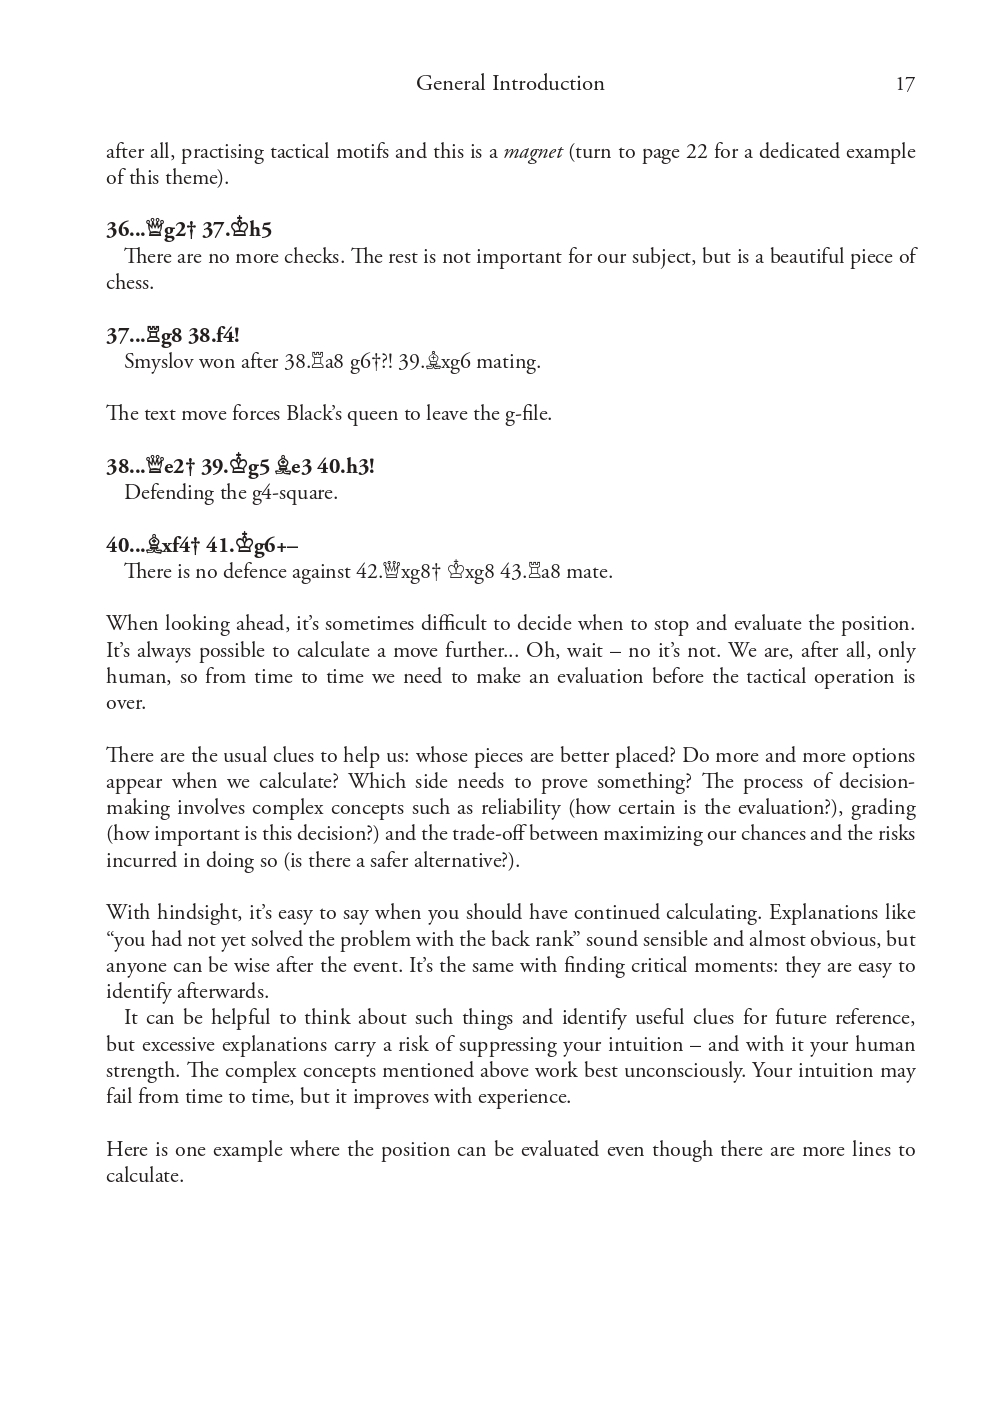 General Introduction 17
after all, practising tactical motifs and this is a magnet (turn to page 22 for a dedicated example
of this theme).
36...♕g2† 37.♔h5
There are no more checks. The rest is not important for our subject, but is a beautiful piece of
chess.
37...♖g8 38.f4!
Smyslov won after 38.♖a8 g6†?! 39.♗xg6 mating.
The text move forces Black’s queen to leave the g-file.
38...♕e2† 39.♔g5 ♗e3 40.h3!
Defending the g4-square.
40...♗xf4† 41.♔g6+–
There is no defence against 42.♕xg8† ♔xg8 43.♖a8 mate.
When looking ahead, it’s sometimes difficult to decide when to stop and evaluate the position.
It’s always possible to calculate a move further... Oh, wait – no it’s not. We are, after all, only
human, so from time to time we need to make an evaluation before the tactical operation is
over.
There are the usual clues to help us: whose pieces are better placed? Do more and more options
appear when we calculate? Which side needs to prove something? The process of decision-
making involves complex concepts such as reliability (how certain is the evaluation?), grading
(how important is this decision?) and the trade-off between maximizing our chances and the risks
incurred in doing so (is there a safer alternative?).
With hindsight, it’s easy to say when you should have continued calculating. Explanations like
“you had not yet solved the problem with the back rank” sound sensible and almost obvious, but
anyone can be wise after the event. It’s the same with finding critical moments: they are easy to
identify afterwards.
It can be helpful to think about such things and identify useful clues for future reference,
but excessive explanations carry a risk of suppressing your intuition – and with it your human
strength. The complex concepts mentioned above work best unconsciously. Your intuition may
fail from time to time, but it improves with experience.
Here is one example where the position can be evaluated even though there are more lines to
calculate.